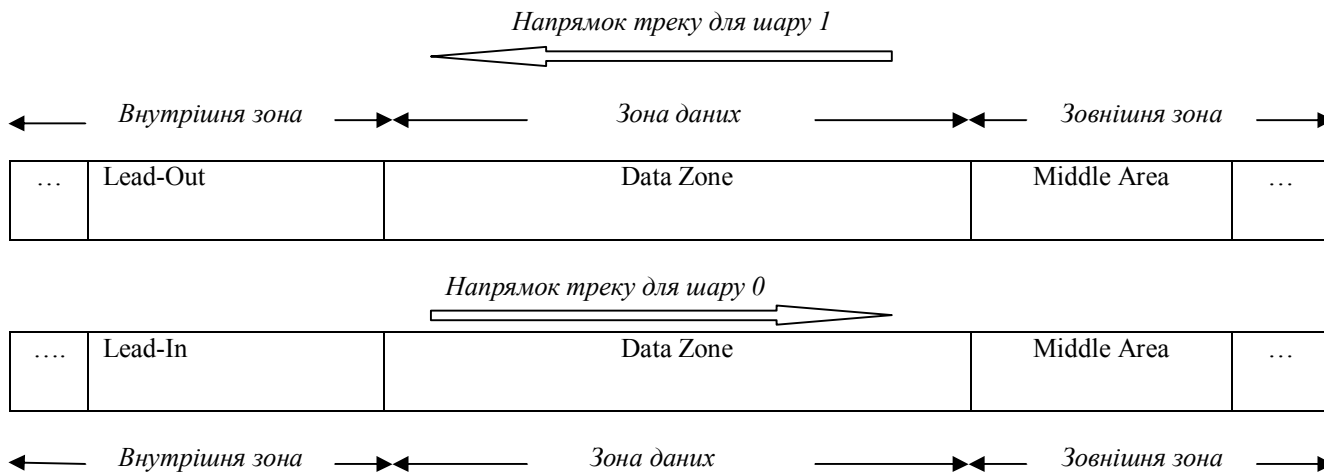 Напрямок треку для шару 1
Внутрішня зона Зона даних Зовнішня зона
… Lead-Out Data Zone Middle Area …
Напрямок треку для шару 0
…. Lead-In Data Zone Middle Area …
Внутрішня зона Зона даних Зовнішня зона